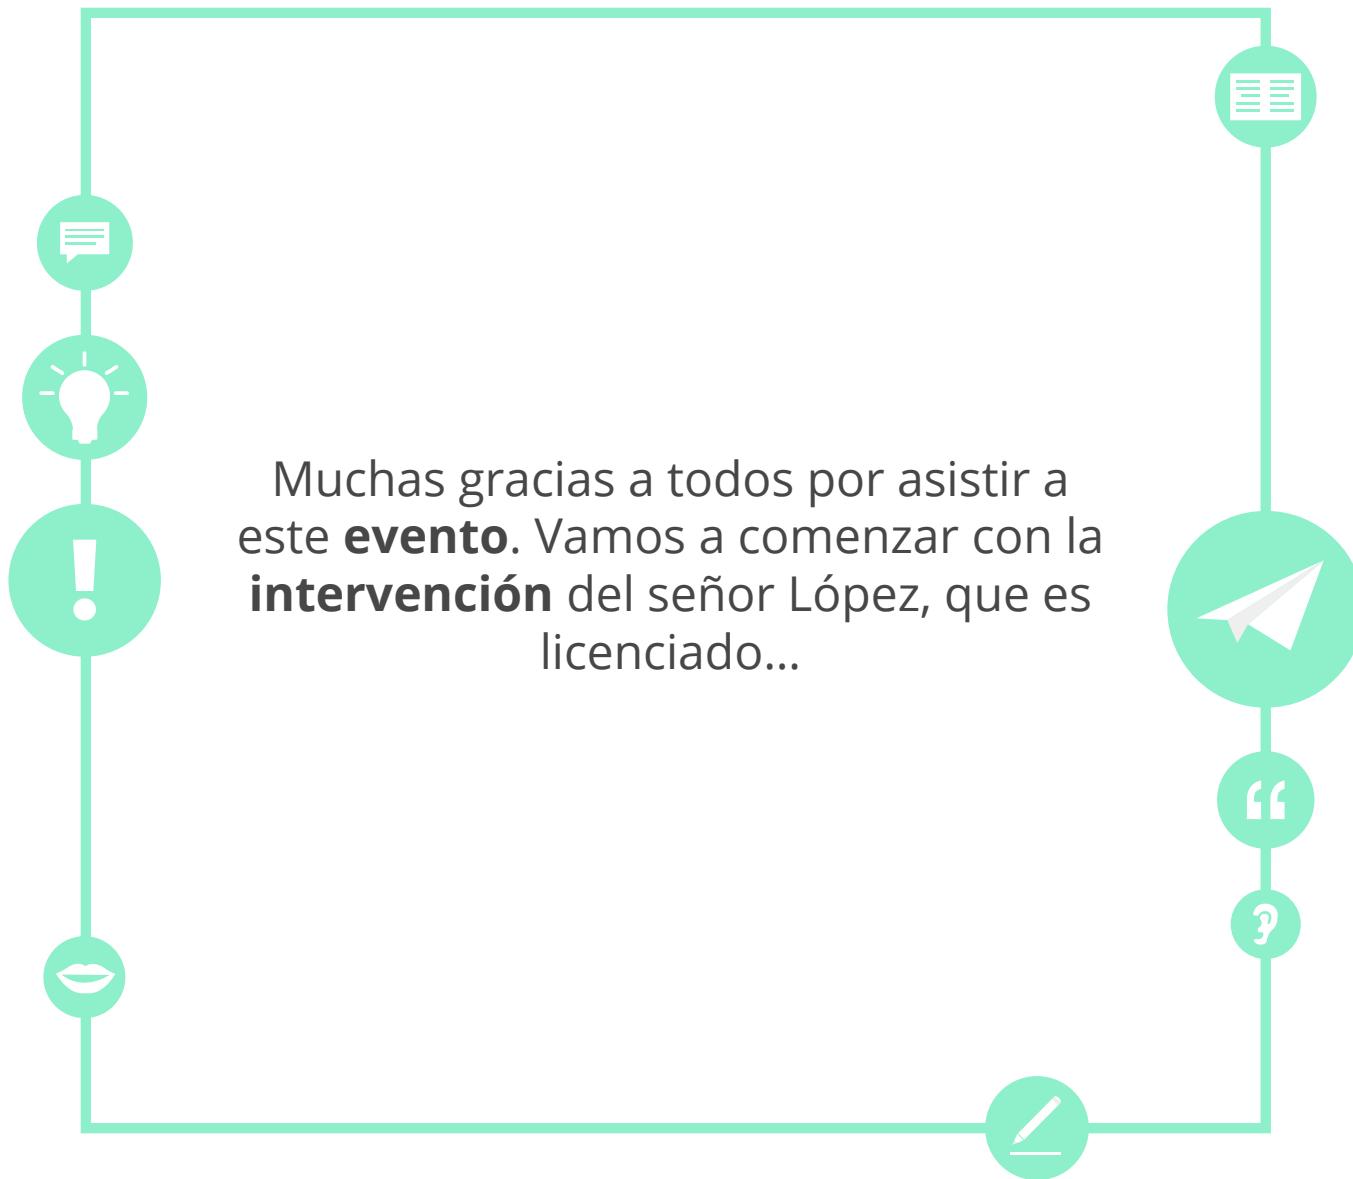 Muchas gracias a todos por asistir a
este evento. Vamos a comenzar con la
intervención del señor López, que es
licenciado...